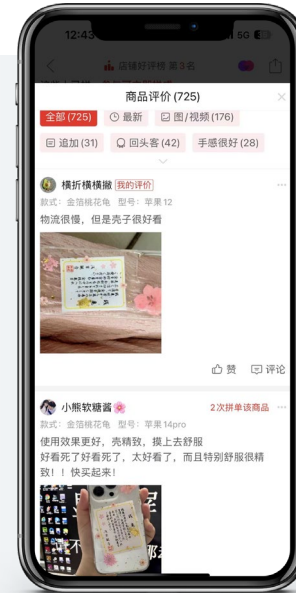 12:43
5G
店铺好评榜 第3名
商品评价(725)
全部(725)
最新
图/视频(176)
追加(31)
回头客(42)
手感很好(28)
横折横横撇 我的评价
款式：金箔桃花龟 型号：苹果12
物流很慢，但是壳子很好看
赞
评论
小熊软糖酱
2次拼单该商品
款式：金箔桃花龟 型号：苹果14pro
使用效果更好，壳精致，摸上去舒服
好看死了好看死了，太好看了，而且特别舒服很精
致！！快买起来！